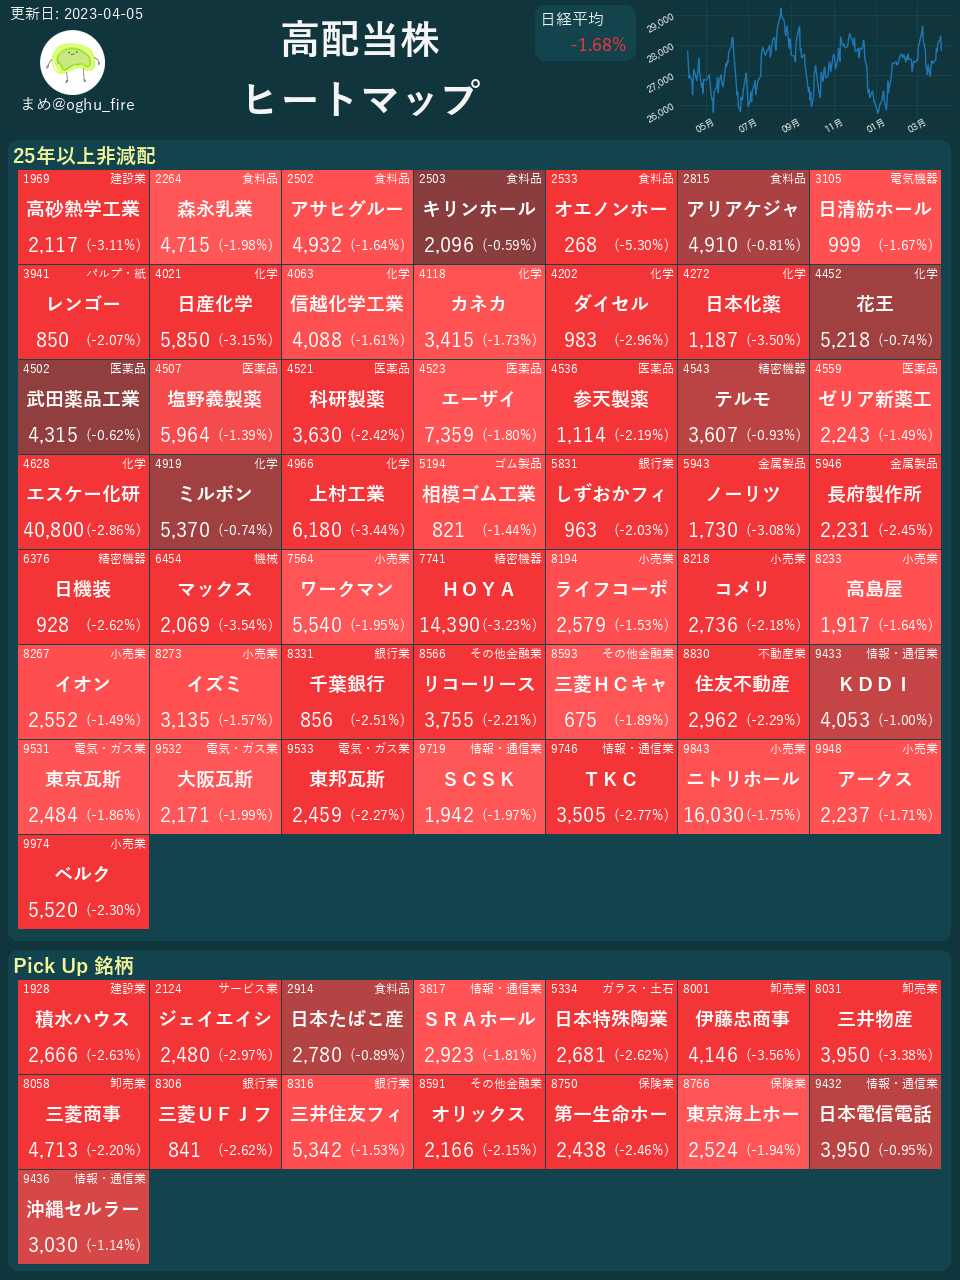 更新日: 2023-04-05
まめ@oghu_fire
高配当株
ヒートマップ
日経平均
-1.68%
29,000
28,000
27,000
26,000
05月 07月 09月 11月 01月 03月
25年以上非減配
1969 建設業 2264 食料品 2502 食料品 2503 食料品 2533 食料品 2815 食料品 3105 電気機器
高砂熱学工業 森永乳業 アサヒグルー キリンホール オエノンホー アリアケジャ 日清紡ホール
2,117 (-3.11%) 4,715 (-1.98%) 4,932 (-1.64%) 2,096 (-0.59%) 268 (-5.30%) 4,910 (-0.81%) 999 (-1.67%)
3941 パルプ・紙 4021 化学 4063 化学 4118 化学 4202 化学 4272 化学 4452 化学
レンゴー 日産化学 信越化学工業 カネカ ダイセル 日本化薬 花王
850 (-2.07%) 5,850 (-3.15%) 4,088 (-1.61%) 3,415 (-1.73%) 983 (-2.96%) 1,187 (-3.50%) 5,218 (-0.74%)
4502 医薬品 4507 医薬品 4521 医薬品 4523 医薬品 4536 医薬品 4543 精密機器 4559 医薬品
武田薬品工業 塩野義製薬 科研製薬 エーザイ 参天製薬 テルモ ゼリア新薬工
4,315 (-0.62%) 5,964 (-1.39%) 3,630 (-2.42%) 7,359 (-1.80%) 1,114 (-2.19%) 3,607 (-0.93%) 2,243 (-1.49%)
4628 化学 4919 化学 4966 化学 5194 ゴム製品 5831 銀行業 5943 金属製品 5946 金属製品
エスケー化研 ミルボン 上村工業 相模ゴム工業 しずおかフィ ノーリツ 長府製作所
40,800 (-2.86%) 5,370 (-0.74%) 6,180 (-3.44%) 821 (-1.44%) 963 (-2.03%) 1,730 (-3.08%) 2,231 (-2.45%)
6376 精密機器 6454 機械 7564 小売業 7741 精密機器 8194 小売業 8218 小売業 8233 小売業
日機装 マックス ワークマン ＨＯＹＡ ライフコーポ コメリ 高島屋
928 (-2.62%) 2,069 (-3.54%) 5,540 (-1.95%) 14,390 (-3.23%) 2,579 (-1.53%) 2,736 (-2.18%) 1,917 (-1.64%)
8267 小売業 8273 小売業 8331 銀行業 8566 その他金融業 8593 その他金融業 8830 不動産業 9433 情報・通信業
イオン イズミ 千葉銀行 リコーリース 三菱ＨＣキャ 住友不動産 ＫＤＤＩ
2,552 (-1.49%) 3,135 (-1.57%) 856 (-2.51%) 3,755 (-2.21%) 675 (-1.89%) 2,962 (-2.29%) 4,053 (-1.00%)
9531 電気・ガス業 9532 電気・ガス業 9533 電気・ガス業 9719 情報・通信業 9746 情報・通信業 9843 小売業 9948 小売業
東京瓦斯 大阪瓦斯 東邦瓦斯 ＳＣＳＫ ＴＫＣ ニトリホール アークス
2,484 (-1.86%) 2,171 (-1.99%) 2,459 (-2.27%) 1,942 (-1.97%) 3,505 (-2.77%) 16,030 (-1.75%) 2,237 (-1.71%)
9974 小売業
ベルク
5,520 (-2.30%)
Pick Up 銘柄
1928 建設業 2124 サービス業 2914 食料品 3817 情報・通信業 5334 ガラス・土石 8001 卸売業 8031 卸売業
積水ハウス ジェイエイシ 日本たばこ産 ＳＲＡホール 日本特殊陶業 伊藤忠商事 三井物産
2,666 (-2.63%) 2,480 (-2.97%) 2,780 (-0.89%) 2,923 (-1.81%) 2,681 (-2.62%) 4,146 (-3.56%) 3,950 (-3.38%)
8058 卸売業 8306 銀行業 8316 銀行業 8591 その他金融業 8750 保険業 8766 保険業 9432 情報・通信業
三菱商事 三菱ＵＦＪフ 三井住友フィ オリックス 第一生命ホー 東京海上ホー 日本電信電話
4,713 (-2.20%) 841 (-2.62%) 5,342 (-1.53%) 2,166 (-2.15%) 2,438 (-2.46%) 2,524 (-1.94%) 3,950 (-0.95%)
9436 情報・通信業
沖縄セルラー
3,030 (-1.14%)